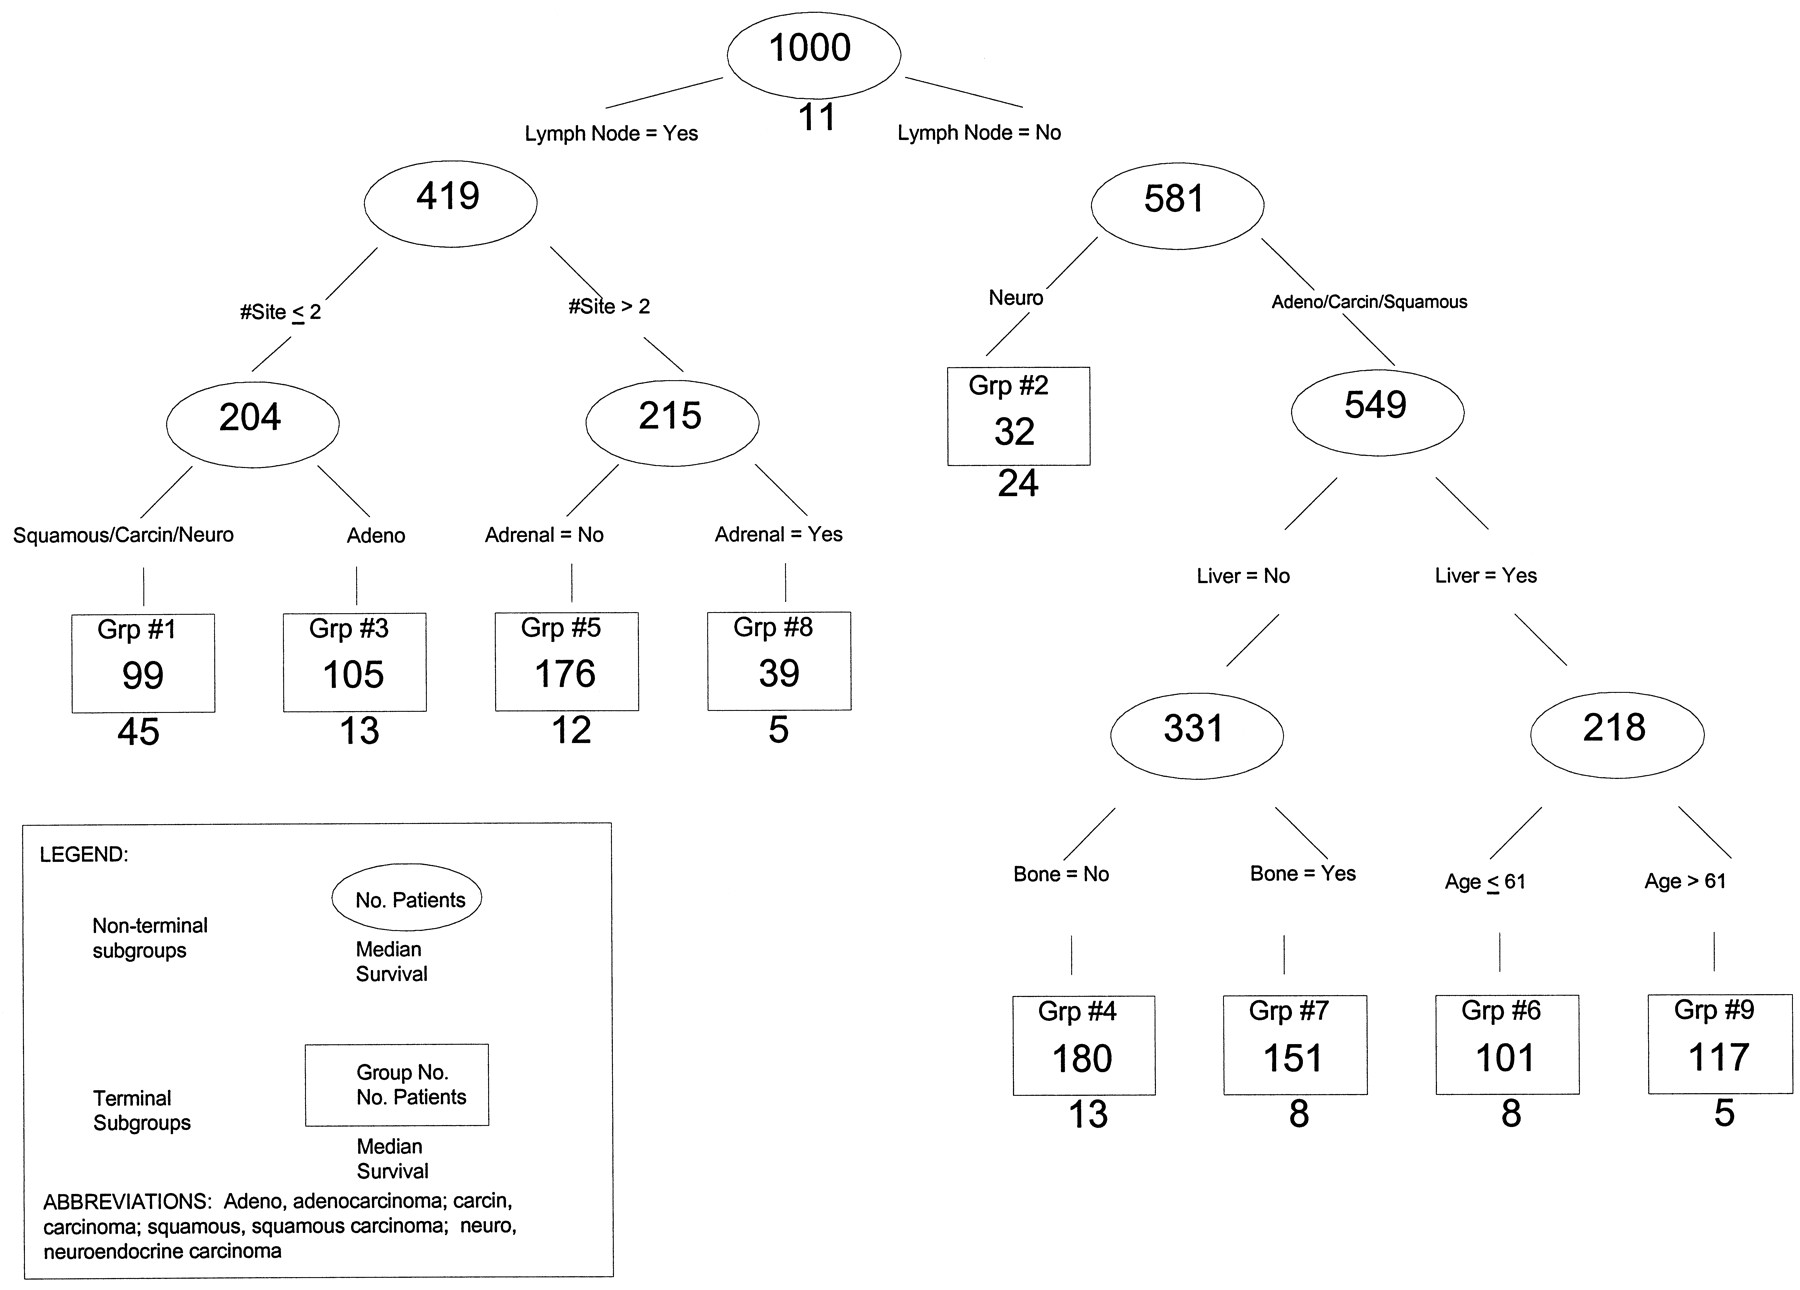 1000
11
Lymph Node = Yes
Lymph Node = No
419
581
#Site ≤ 2
#Site > 2
Neuro
Adeno/Carcin/Squamous
204
215
Grp #2
32
24
549
Squamous/Carcin/Neuro
Adeno
Adrenal = No
Adrenal = Yes
Liver = No
Liver = Yes
Grp #1
99
45
Grp #3
105
13
Grp #5
176
12
Grp #8
39
5
331
218
Bone = No
Bone = Yes
Age ≤ 61
Age > 61
Grp #4
180
13
Grp #7
151
8
Grp #6
101
8
Grp #9
117
5
LEGEND:
Non-terminal
subgroups
No. Patients
Median
Survival
Terminal
Subgroups
Group No.
No. Patients
Median
Survival
ABBREVIATIONS: Adeno, adenocarcinoma; carcin,
carcinoma; squamous, squamous carcinoma; neuro,
neuroendocrine carcinoma